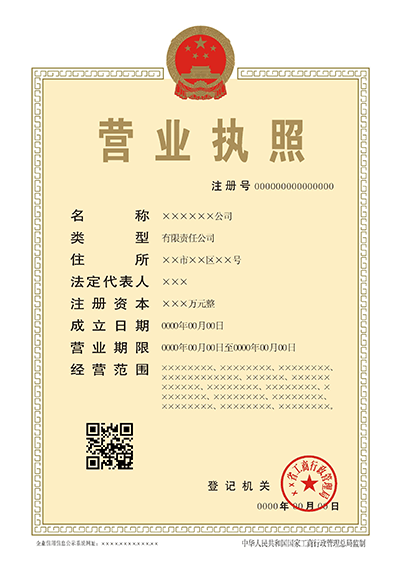 营业执照
注册号 000000000000000
名称 ××××××公司
类型 有限责任公司
住所 ××市××区××号
法定代表人 ×××
注册资本 ×××万元整
成立日期 0000年00月00日
营业期限 0000年00月00日至0000年00月00日
经营范围 ××××××××、××××××××、××××××××、
××××××××××、××××××、××××××
×××××、××××××××、××××××××、
××××××××、××××××××、××××××××、
××××××××、××××××××、××××××××。
××省工商行政管理局
登记机关
0000年00月00日
企业信用信息公示系统网址：×××.××××.×××.××
中华人民共和国国家工商行政管理总局监制